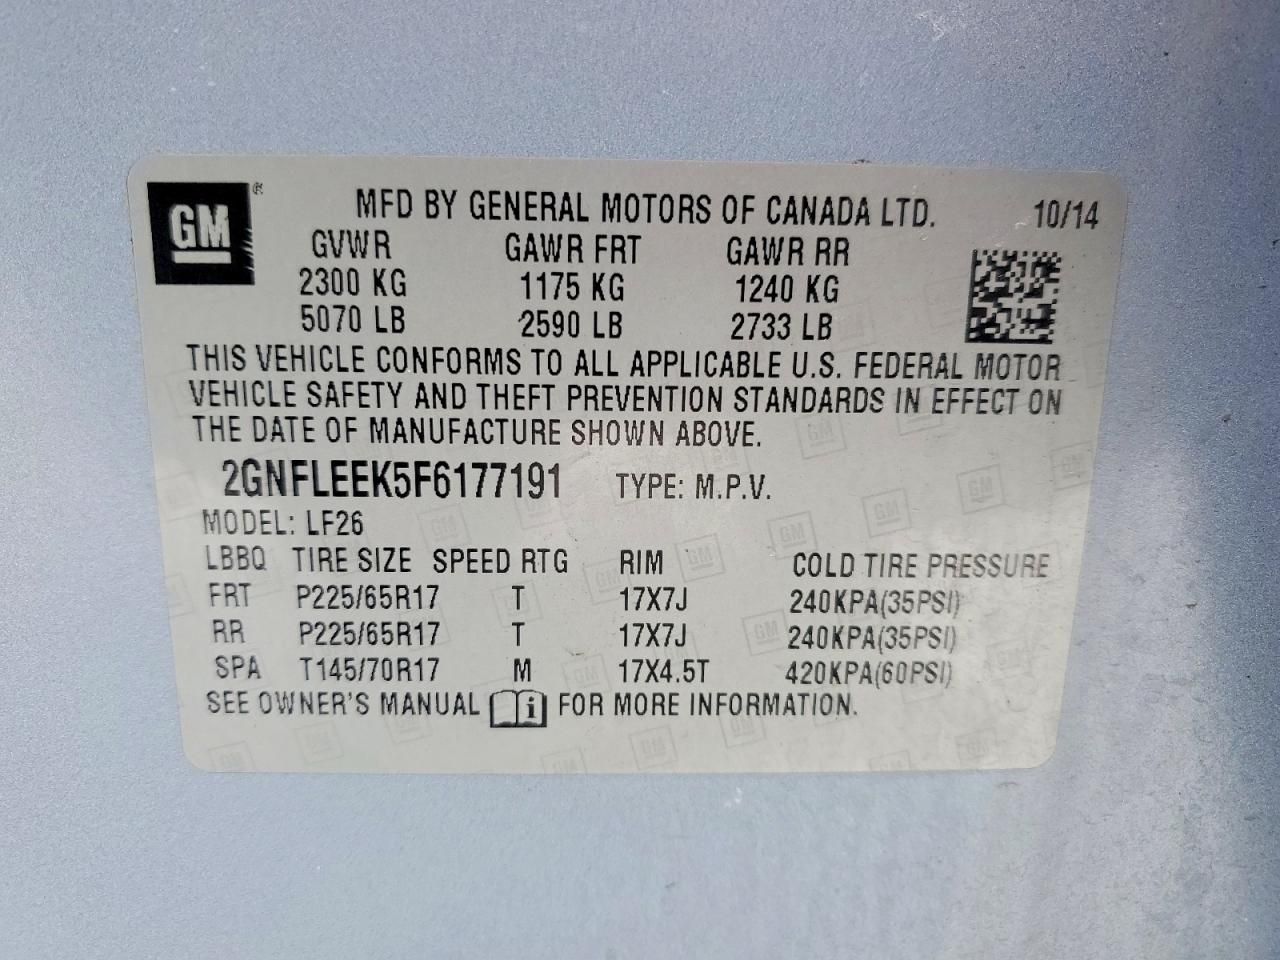 GM ® MFD BY GENERAL MOTORS OF CANADA LTD. 10/14
GVWR GAWR FRT GAWR RR
2300 KG 1175 KG 1240 KG
5070 LB 2590 LB 2733 LB
THIS VEHICLE CONFORMS TO ALL APPLICABLE U.S. FEDERAL MOTOR
VEHICLE SAFETY AND THEFT PREVENTION STANDARDS IN EFFECT ON
THE DATE OF MANUFACTURE SHOWN ABOVE.
2GNFLEEK5F6177191 TYPE: M.P.V.
MODEL: LF26
LBBQ TIRE SIZE SPEED RTG RIM COLD TIRE PRESSURE
FRT P225/65R17 T 17X7J 240KPA(35PSI)
RR P225/65R17 T 17X7J 240KPA(35PSI)
SPA T145/70R17 M 17X4.5T 420KPA(60PSI)
SEE OWNER'S MANUAL i FOR MORE INFORMATION.